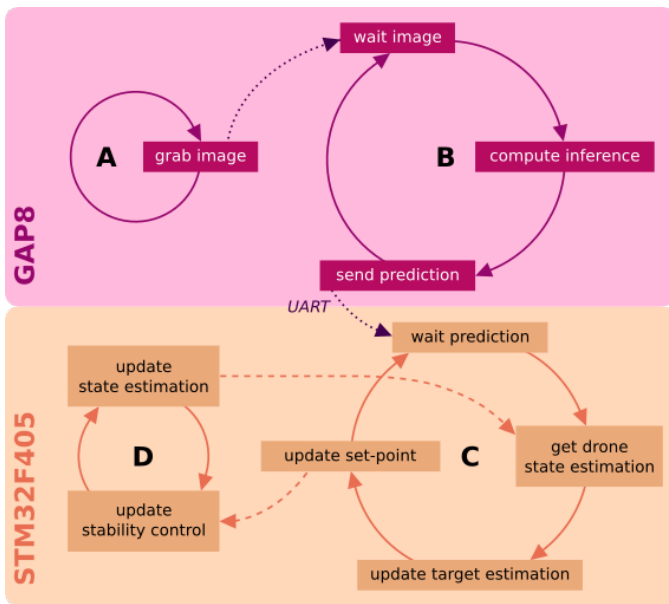 wait image
A
grab image
B
compute inference
send prediction
GAP8
UART
wait prediction
update
state estimation
D
update set-point
C
get drone
state estimation
update
stability control
update target estimation
STM32F405